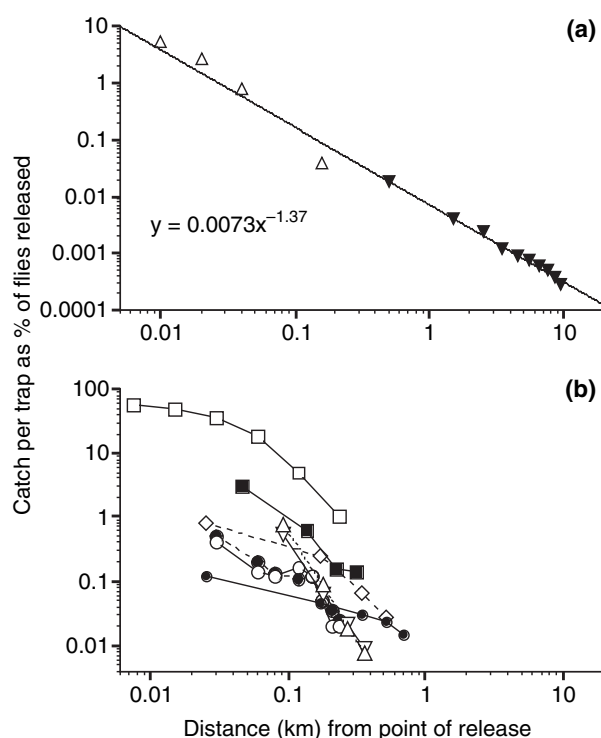 Catch per trap as % of flies released
(a)
10
1
0.1
0.01
0.001
0.0001
y = 0.0073x^−1.37
0.01 0.1 1 10
(b)
100
10
1
0.1
0.01
0.01 0.1 1 10
Distance (km) from point of release